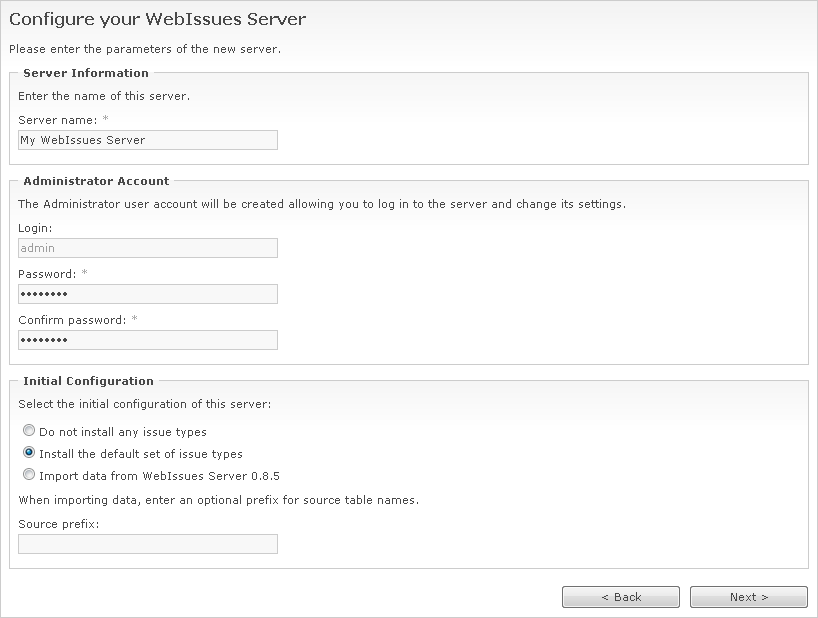 Configure your WebIssues Server
Please enter the parameters of the new server.
Server Information
Enter the name of this server.
Server name: *
My WebIssues Server
Administrator Account
The Administrator user account will be created allowing you to log in to the server and change its settings.
Login:
admin
Password: *
••••••••
Confirm password: *
••••••••
Initial Configuration
Select the initial configuration of this server:
Do not install any issue types
Install the default set of issue types
Import data from WebIssues Server 0.8.5
When importing data, enter an optional prefix for source table names.
Source prefix:
< Back Next >